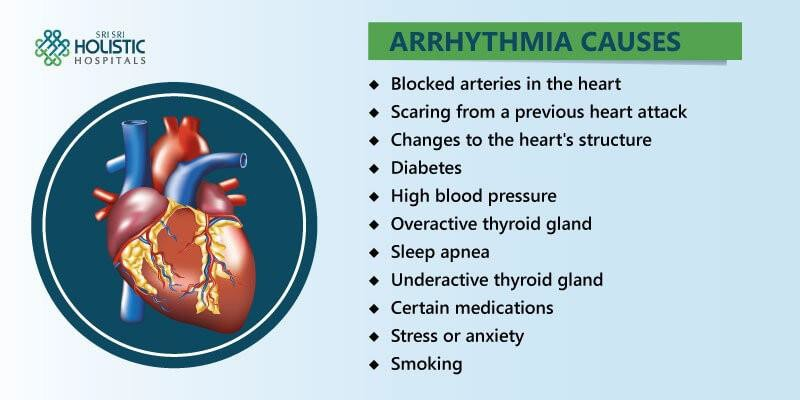 SRI SRI
HOLISTIC
HOSPITALS
ARRHYTHMIA CAUSES
◆ Blocked arteries in the heart
◆ Scaring from a previous heart attack
◆ Changes to the heart's structure
◆ Diabetes
◆ High blood pressure
◆ Overactive thyroid gland
◆ Sleep apnea
◆ Underactive thyroid gland
◆ Certain medications
◆ Stress or anxiety
◆ Smoking